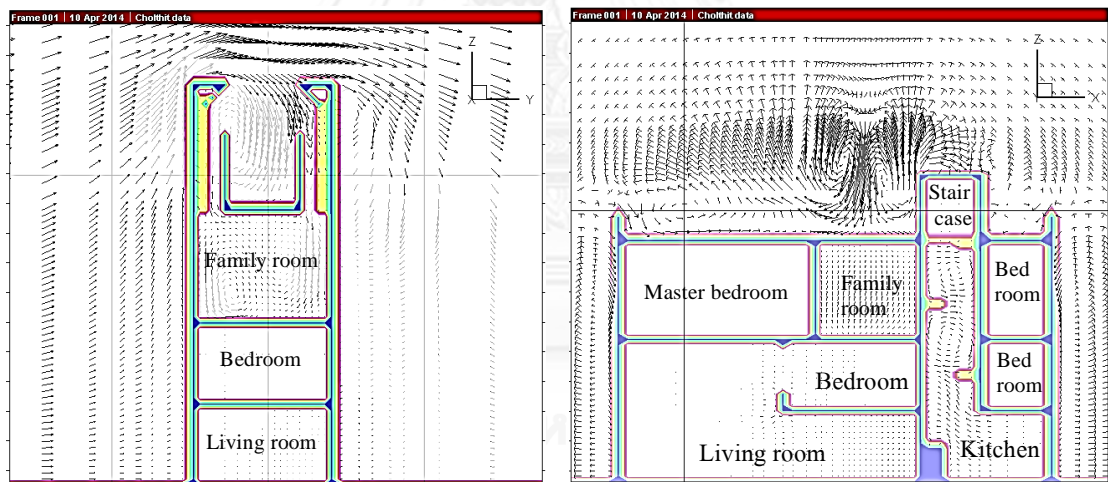 Frame 001 | 10 Apr 2014 | Cholthit data
Z
X
Y
Family room
Bedroom
Living room
Frame 001 | 10 Apr 2014 | Cholthit data
Z
X
Stair
case
Master bedroom
Family
room
Bed
room
Bedroom
Bed
room
Living room
Kitchen